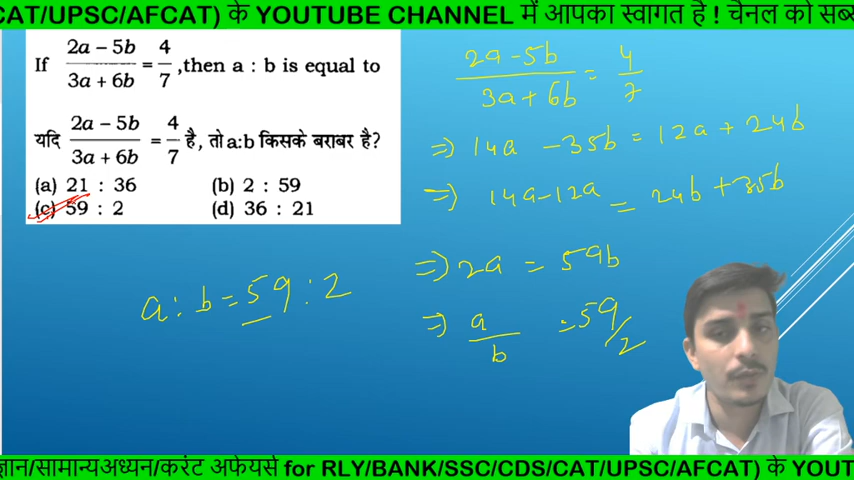 CAT/UPSC/AFCAT) के YOUTUBE CHANNEL में आपका स्वागत है ! चैनल को सब्स
If (2a − 5b)/(3a + 6b) = 4/7 ,then a : b is equal to
यदि (2a − 5b)/(3a + 6b) = 4/7 है, तो a:b किसके बराबर है?
(a) 21 : 36 (b) 2 : 59
(c) 59 : 2 (d) 36 : 21
a : b = 59 : 2
(2a - 5b)/(3a + 6b) = 4/7
⇒ 14a - 35b = 12a + 24b
⇒ 14a - 12a = 24b + 35b
⇒ 2a = 59b
⇒ a/b = 59/2
ज्ञान/सामान्यअध्यन/करंट अफेयर्स for RLY/BANK/SSC/CDS/CAT/UPSC/AFCAT) के YOUT